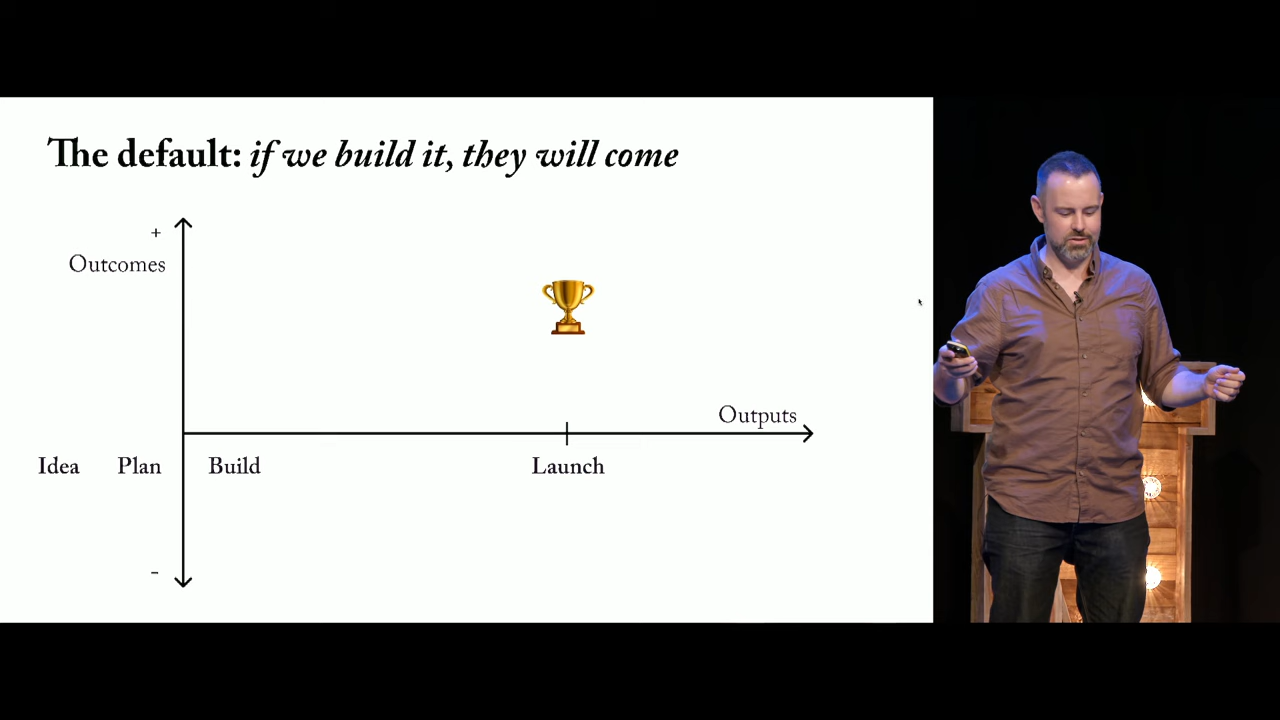 The default: if we build it, they will come
+
Outcomes
Outputs
Idea Plan Build Launch
-